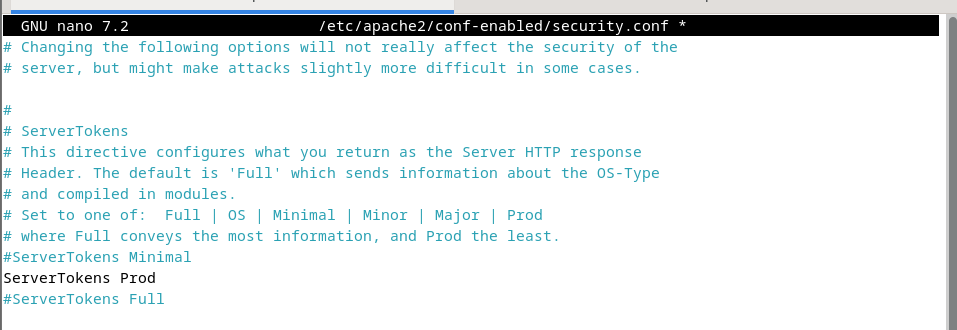 GNU nano 7.2 /etc/apache2/conf-enabled/security.conf *
# Changing the following options will not really affect the security of the
# server, but might make attacks slightly more difficult in some cases.
#
# ServerTokens
# This directive configures what you return as the Server HTTP response
# Header. The default is 'Full' which sends information about the OS-Type
# and compiled in modules.
# Set to one of:  Full | OS | Minimal | Minor | Major | Prod
# where Full conveys the most information, and Prod the least.
#ServerTokens Minimal
ServerTokens Prod
#ServerTokens Full